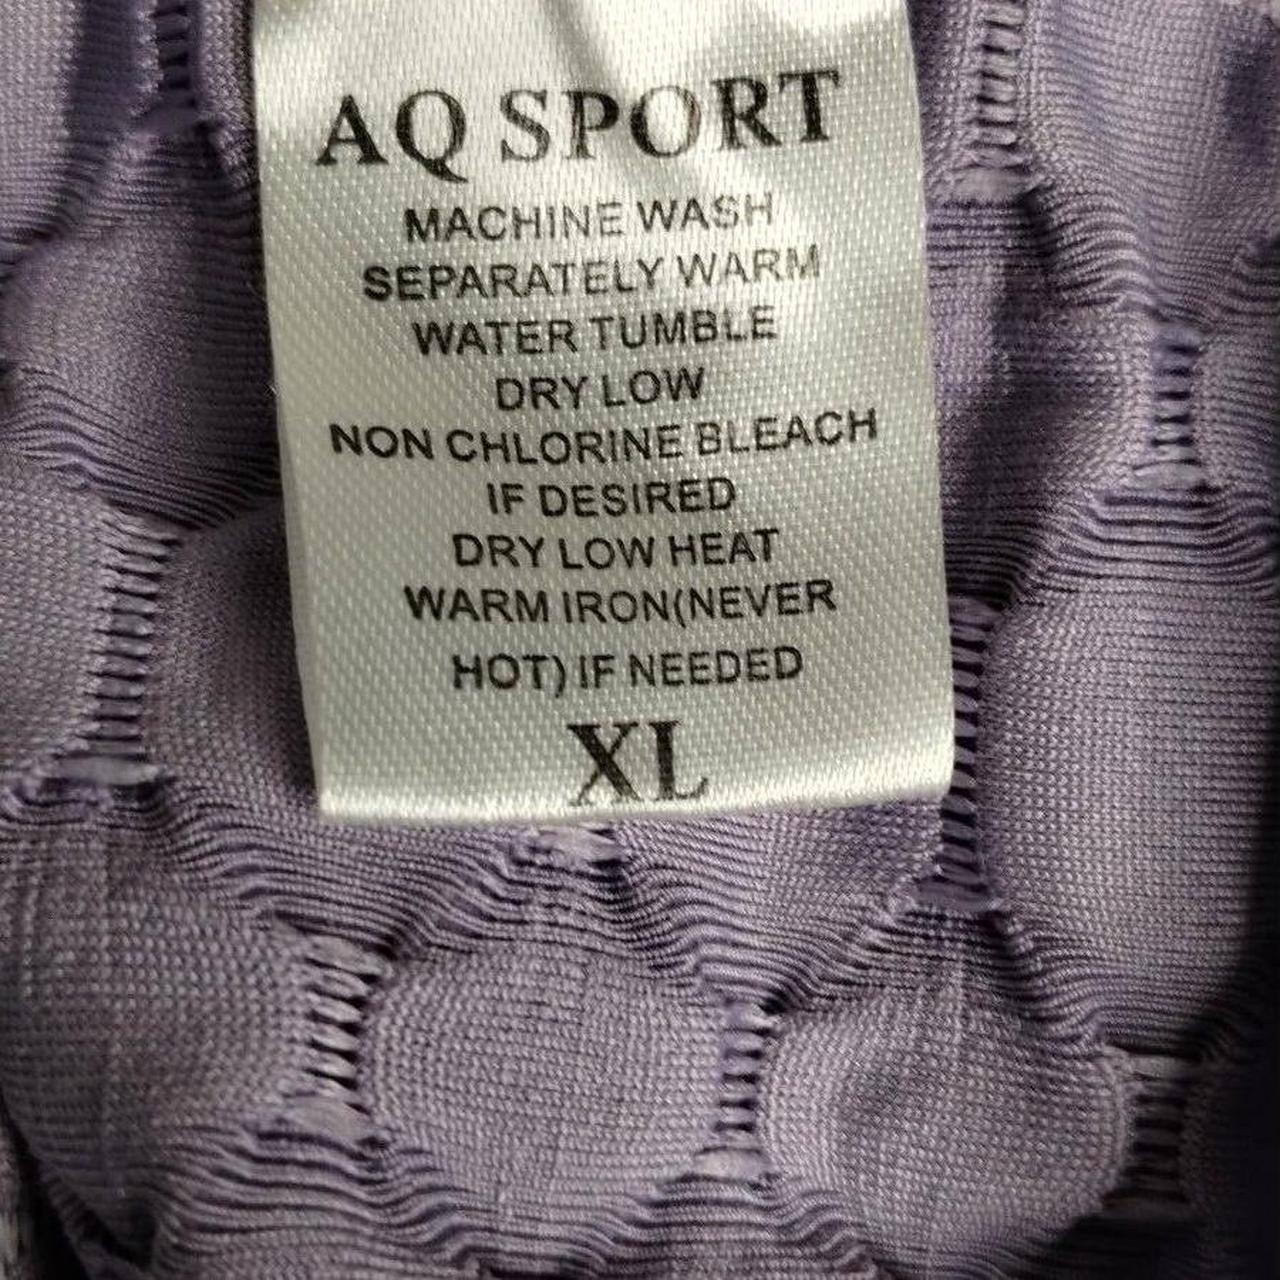 AQ SPORT
MACHINE WASH
SEPARATELY WARM
WATER TUMBLE
DRY LOW
NON CHLORINE BLEACH
IF DESIRED
DRY LOW HEAT
WARM IRON(NEVER
HOT) IF NEEDED
XL